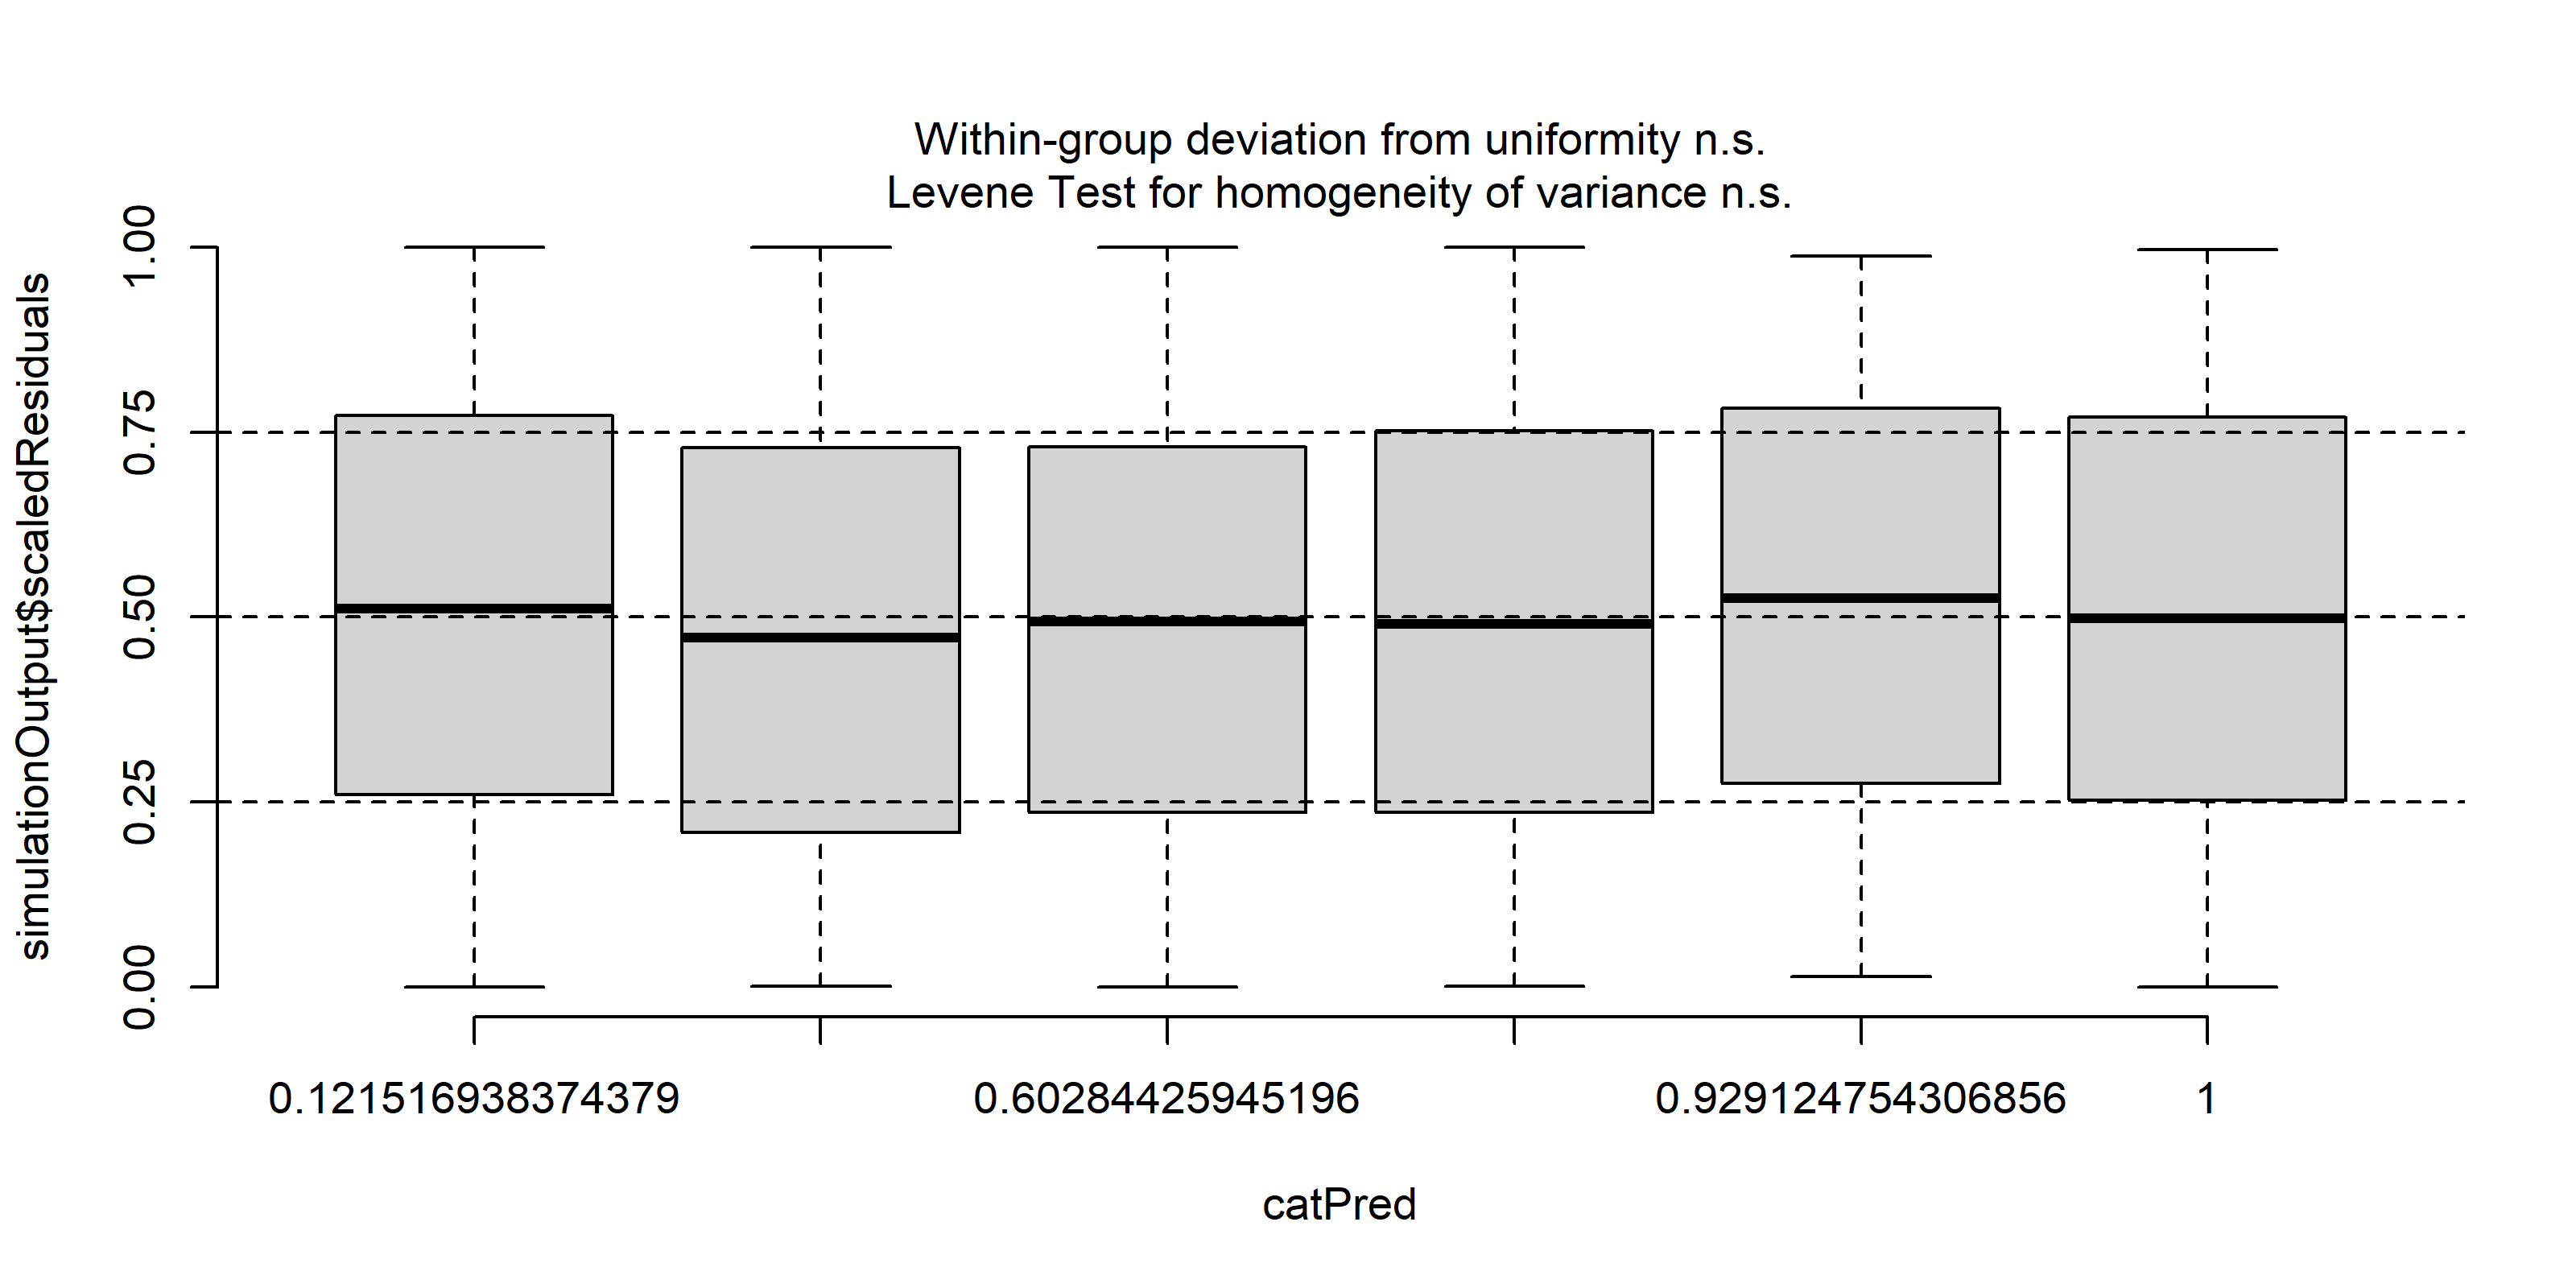 Within-group deviation from uniformity n.s.
Levene Test for homogeneity of variance n.s.
simulationOutput$scaledResiduals
1.00
0.75
0.50
0.25
0.00
0.121516938374379 0.60284425945196 0.929124754306856 1
catPred